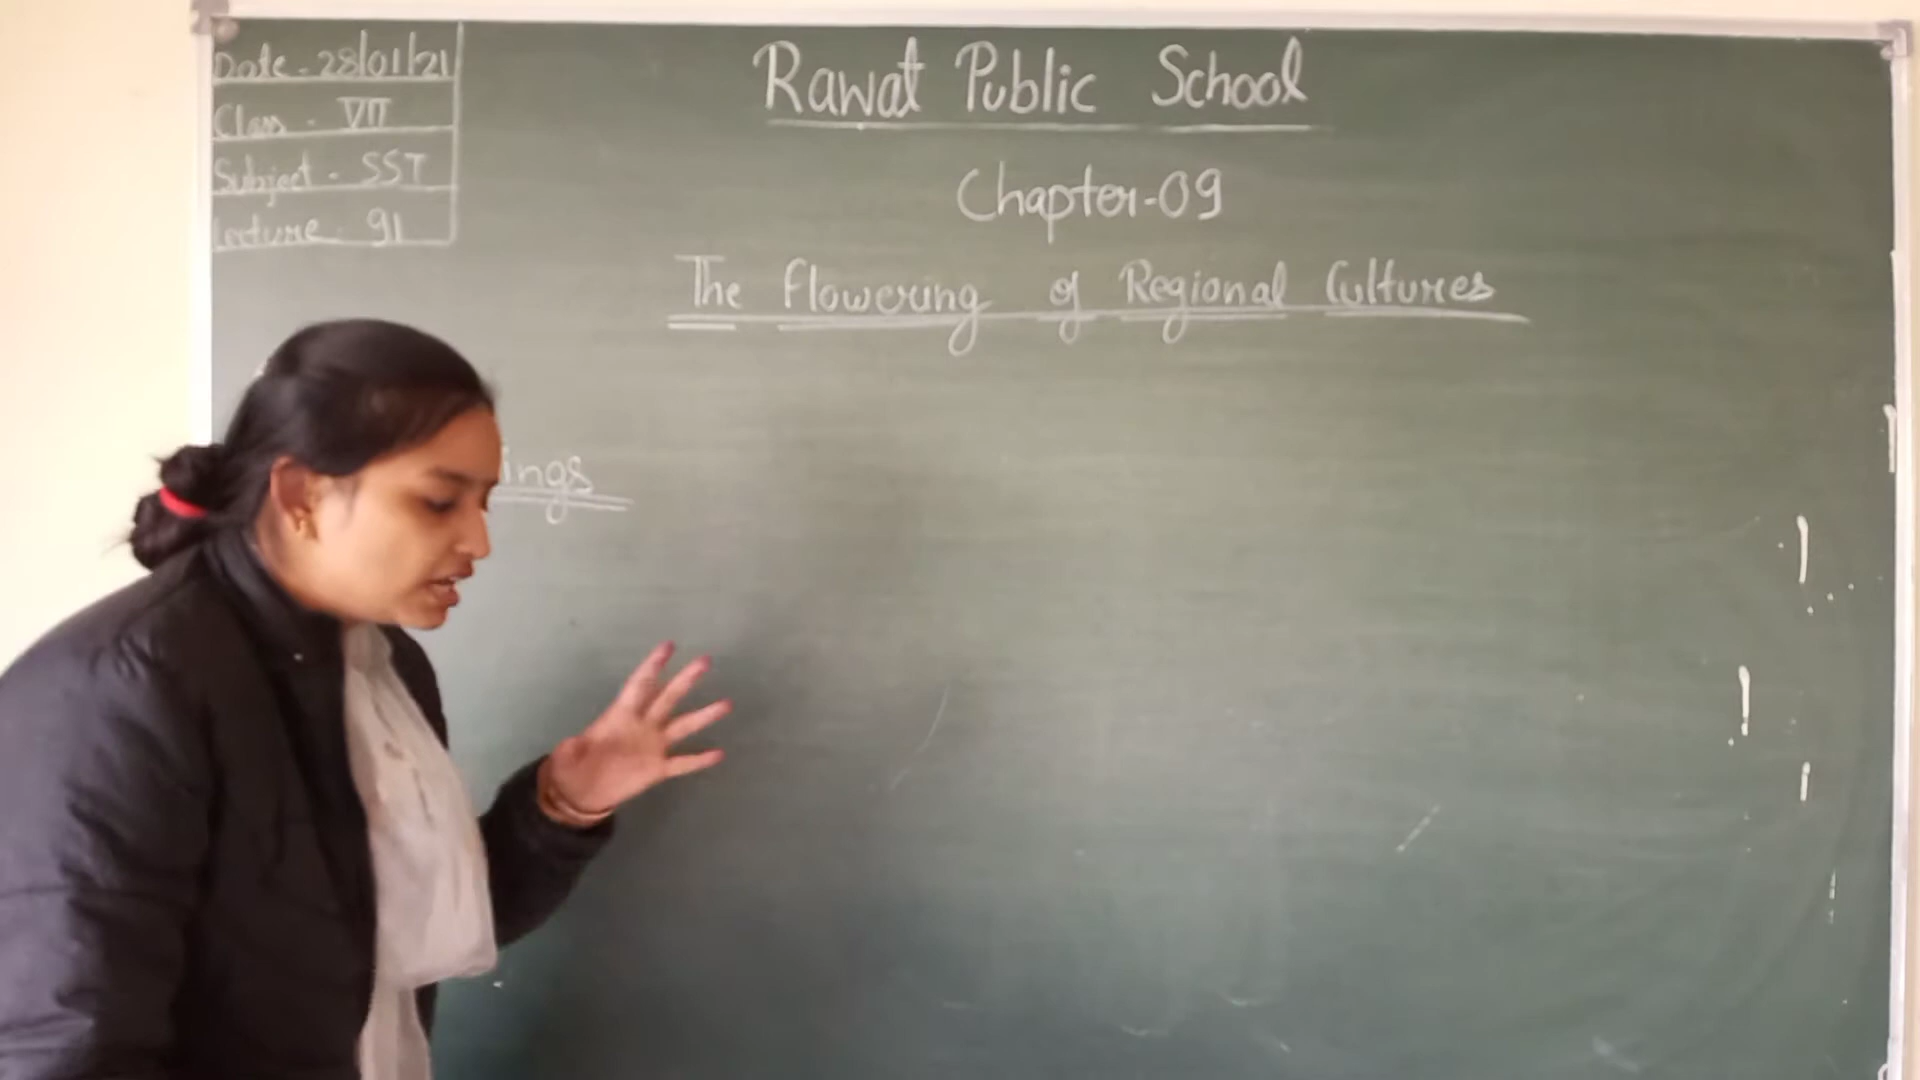 Date - 28/01/21
Class - VII
Subject - SST
Lecture - 91
Rawat Public School
Chapter-09
The Flowering of Regional Cultures